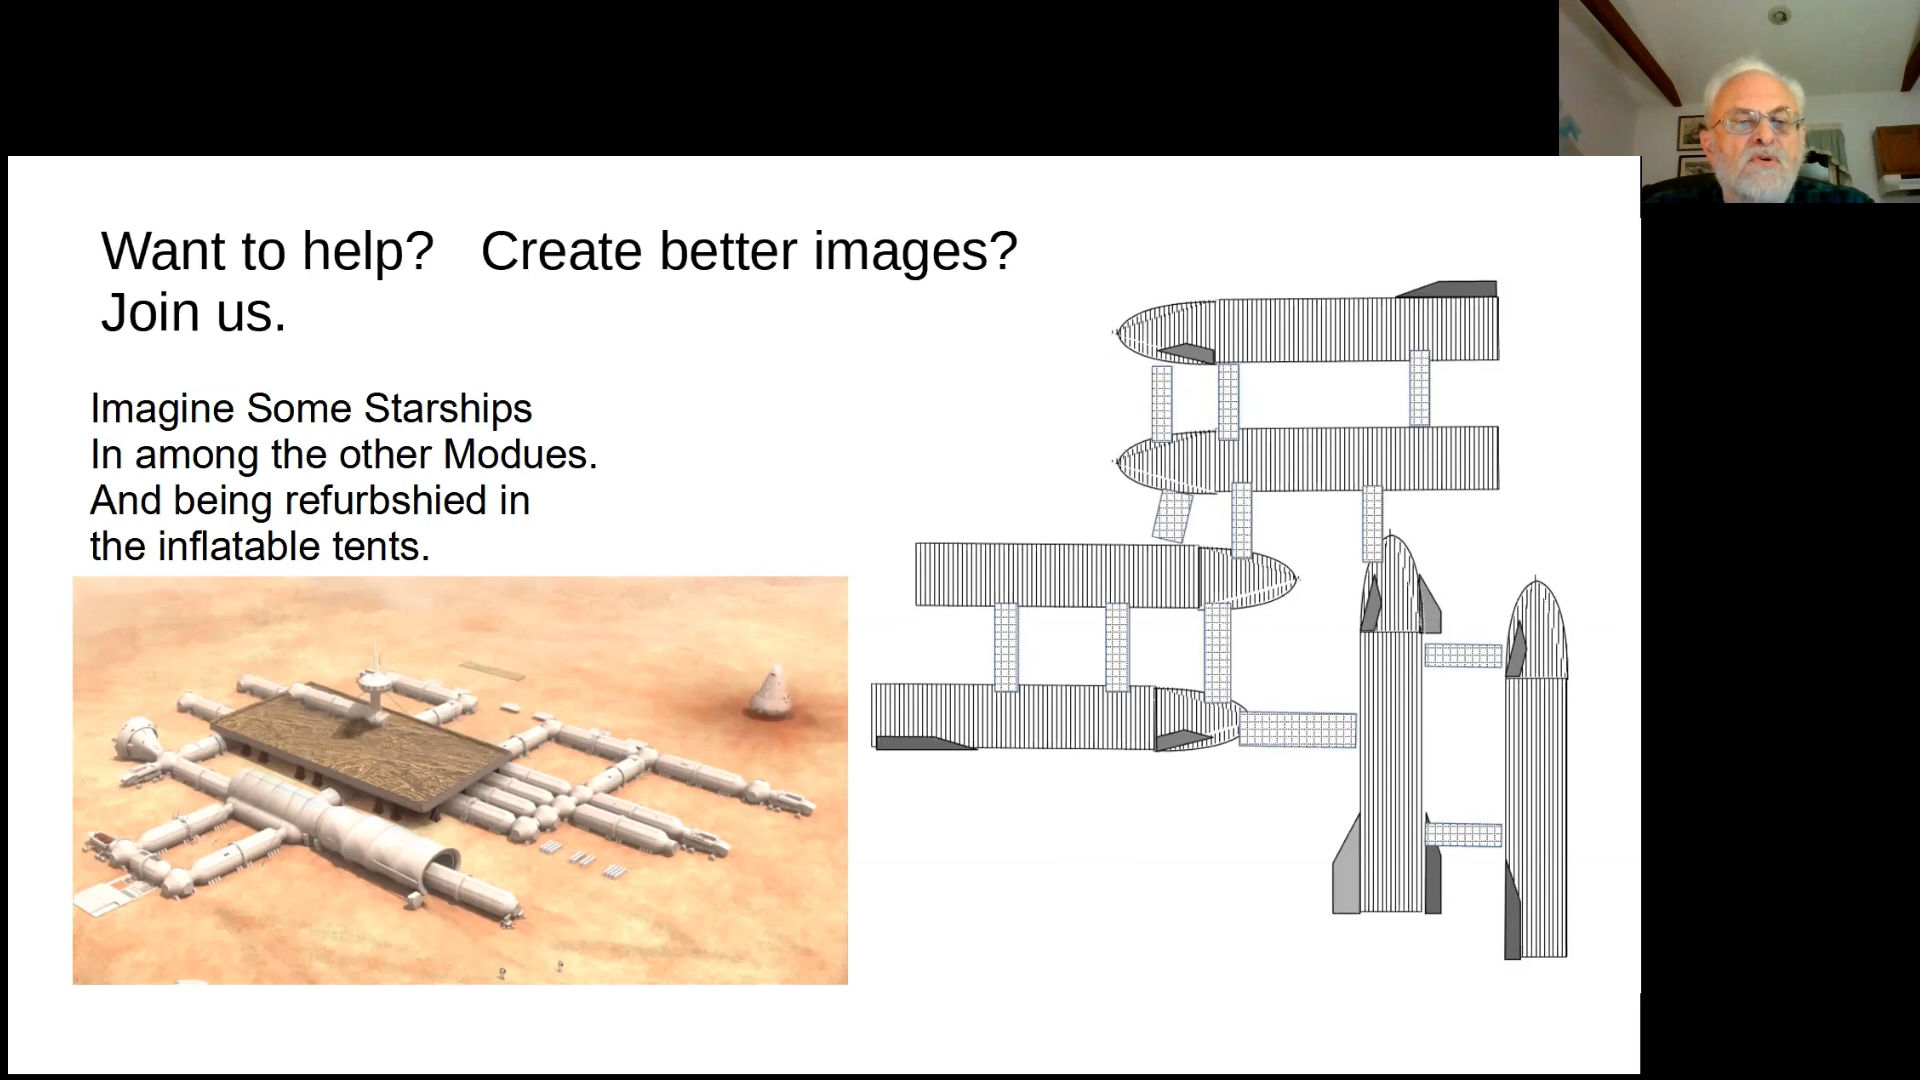 Want to help?   Create better images?
Join us.
Imagine Some Starships
In among the other Modues.
And being refurbshied in
the inflatable tents.